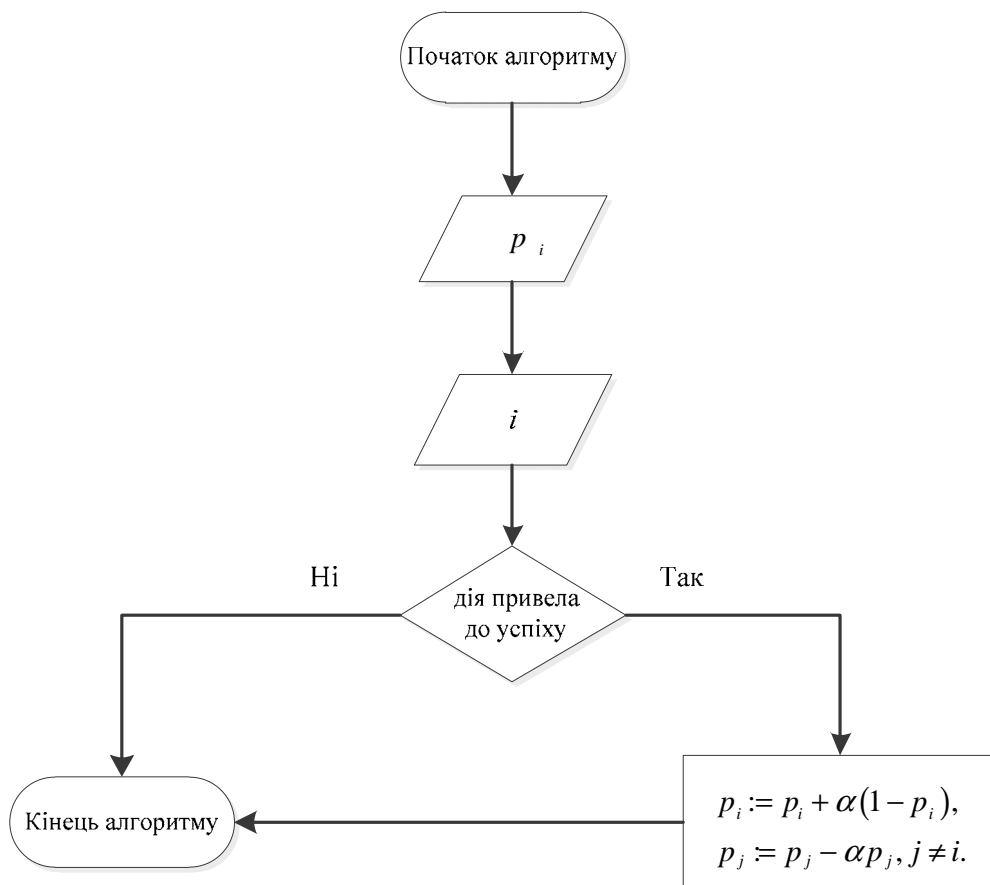 Початок алгоритму
p i
i
Ні
Так
дія привела
до успіху
Кінець алгоритму
p_i := p_i + α(1 − p_i),
p_j := p_j − αp_j, j ≠ i.